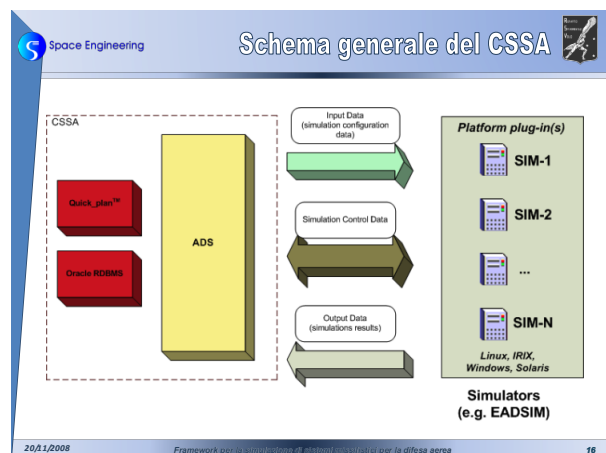 Space Engineering
Schema generale del CSSA
CSSA
Quick_plan™
Oracle RDBMS
ADS
Input Data
(simulation configuration
data)
Simulation Control Data
Output Data
(simulations results)
Platform plug-in(s)
SIM-1
SIM-2
...
SIM-N
Linux, IRIX,
Windows, Solaris
Simulators
(e.g. EADSIM)
20/11/2008
Framework per la simulazione di sistemi per la difesa aerea
16